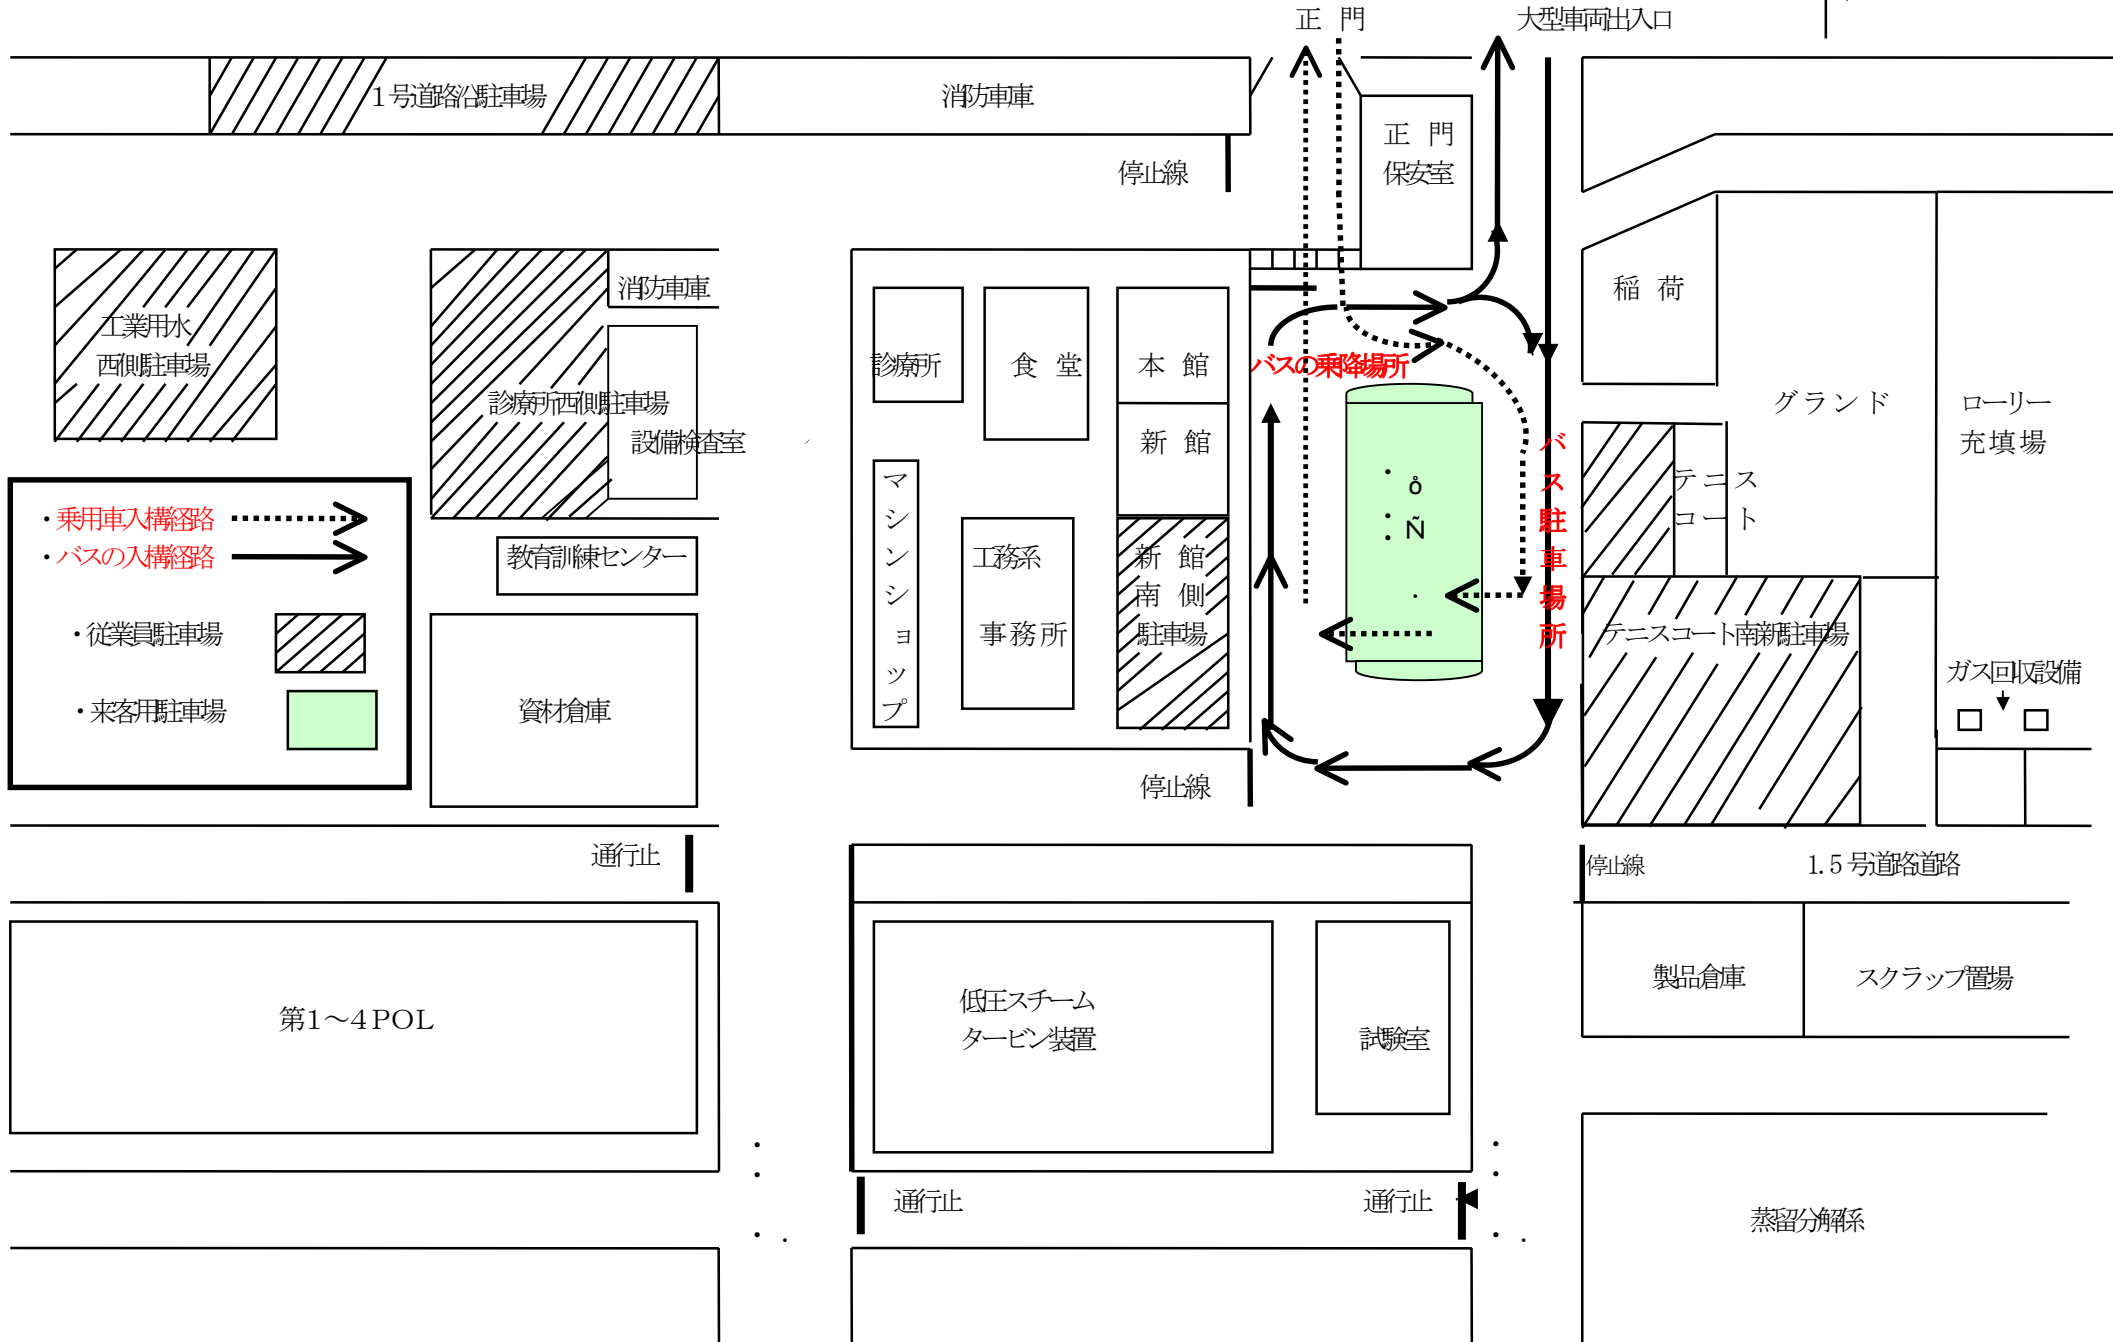 正 門
大型車両出入口
1号道路沿駐車場
消防車庫
正 門
保安室
停止線
稲 荷
消防車庫
工業用水
西側駐車場
診療所
食 堂
本 館
バスの乗降場所
診療所西側駐車場
設備検査室
新 館
グランド
ローリー
充填場
バス駐車場所
テニス
コート
マシンショップ
・乗用車入構経路
・バスの入構経路
・従業員駐車場
・来客用駐車場
教育訓練センター
工務系
事務所
新 館
南 側
駐車場
テニスコート南新駐車場
ガス回収設備
資材倉庫
停止線
通行止
停止線
1.5号道路道路
製品倉庫
スクラップ置場
第1～4POL
低圧スチーム
タービン装置
試験室
通行止
通行止
蒸留分解係